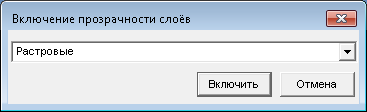 Включение прозрачности слоёв
Растровые
Включить Отмена